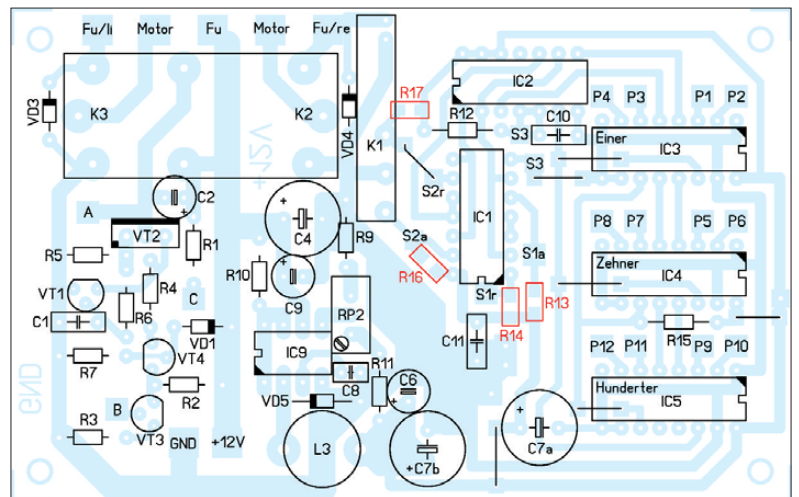 Fu/li Motor Fu Motor Fu/re
VD3 K3 K2 VD4 K1 R17 R12 IC2
P4 P3 P1 P2
+12V
S3 C10
S3
Einer
IC3
S2r
IC1
A
C2
VT2 R1
C4
R9
S2a
R16
S1a
P8 P7 P5 P6
Zehner
IC4
R5
VT1
C1
R4
R6
C
R10
C9
RP2
S1r
R14
R13
VD1
IC9
C11
R15
R7
VT4
R2
C8
R11
C6
P12 P11 P9 P10
Hunderter
IC5
GND
B
R3
VT3
GND +12V
VD5
L3
+C7b
+
C7a